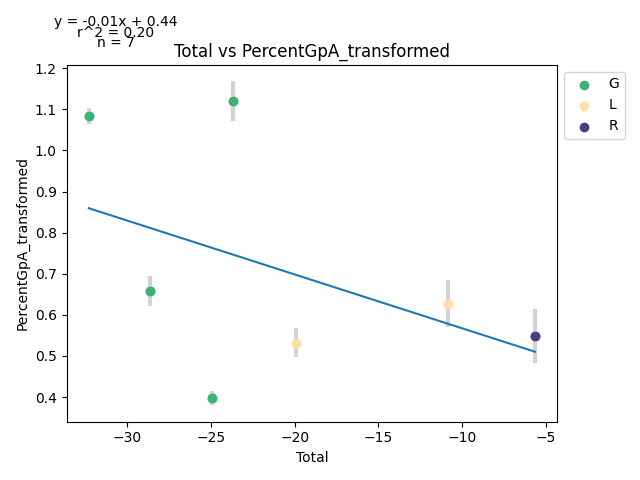 y = -0.01x + 0.44
r^2 = 0.20
n = 7
Total vs PercentGpA_transformed
G
L
R
1.2
1.1
1.0
0.9
0.8
0.7
0.6
0.5
0.4
PercentGpA_transformed
−30
−25
−20
−15
−10
−5
Total